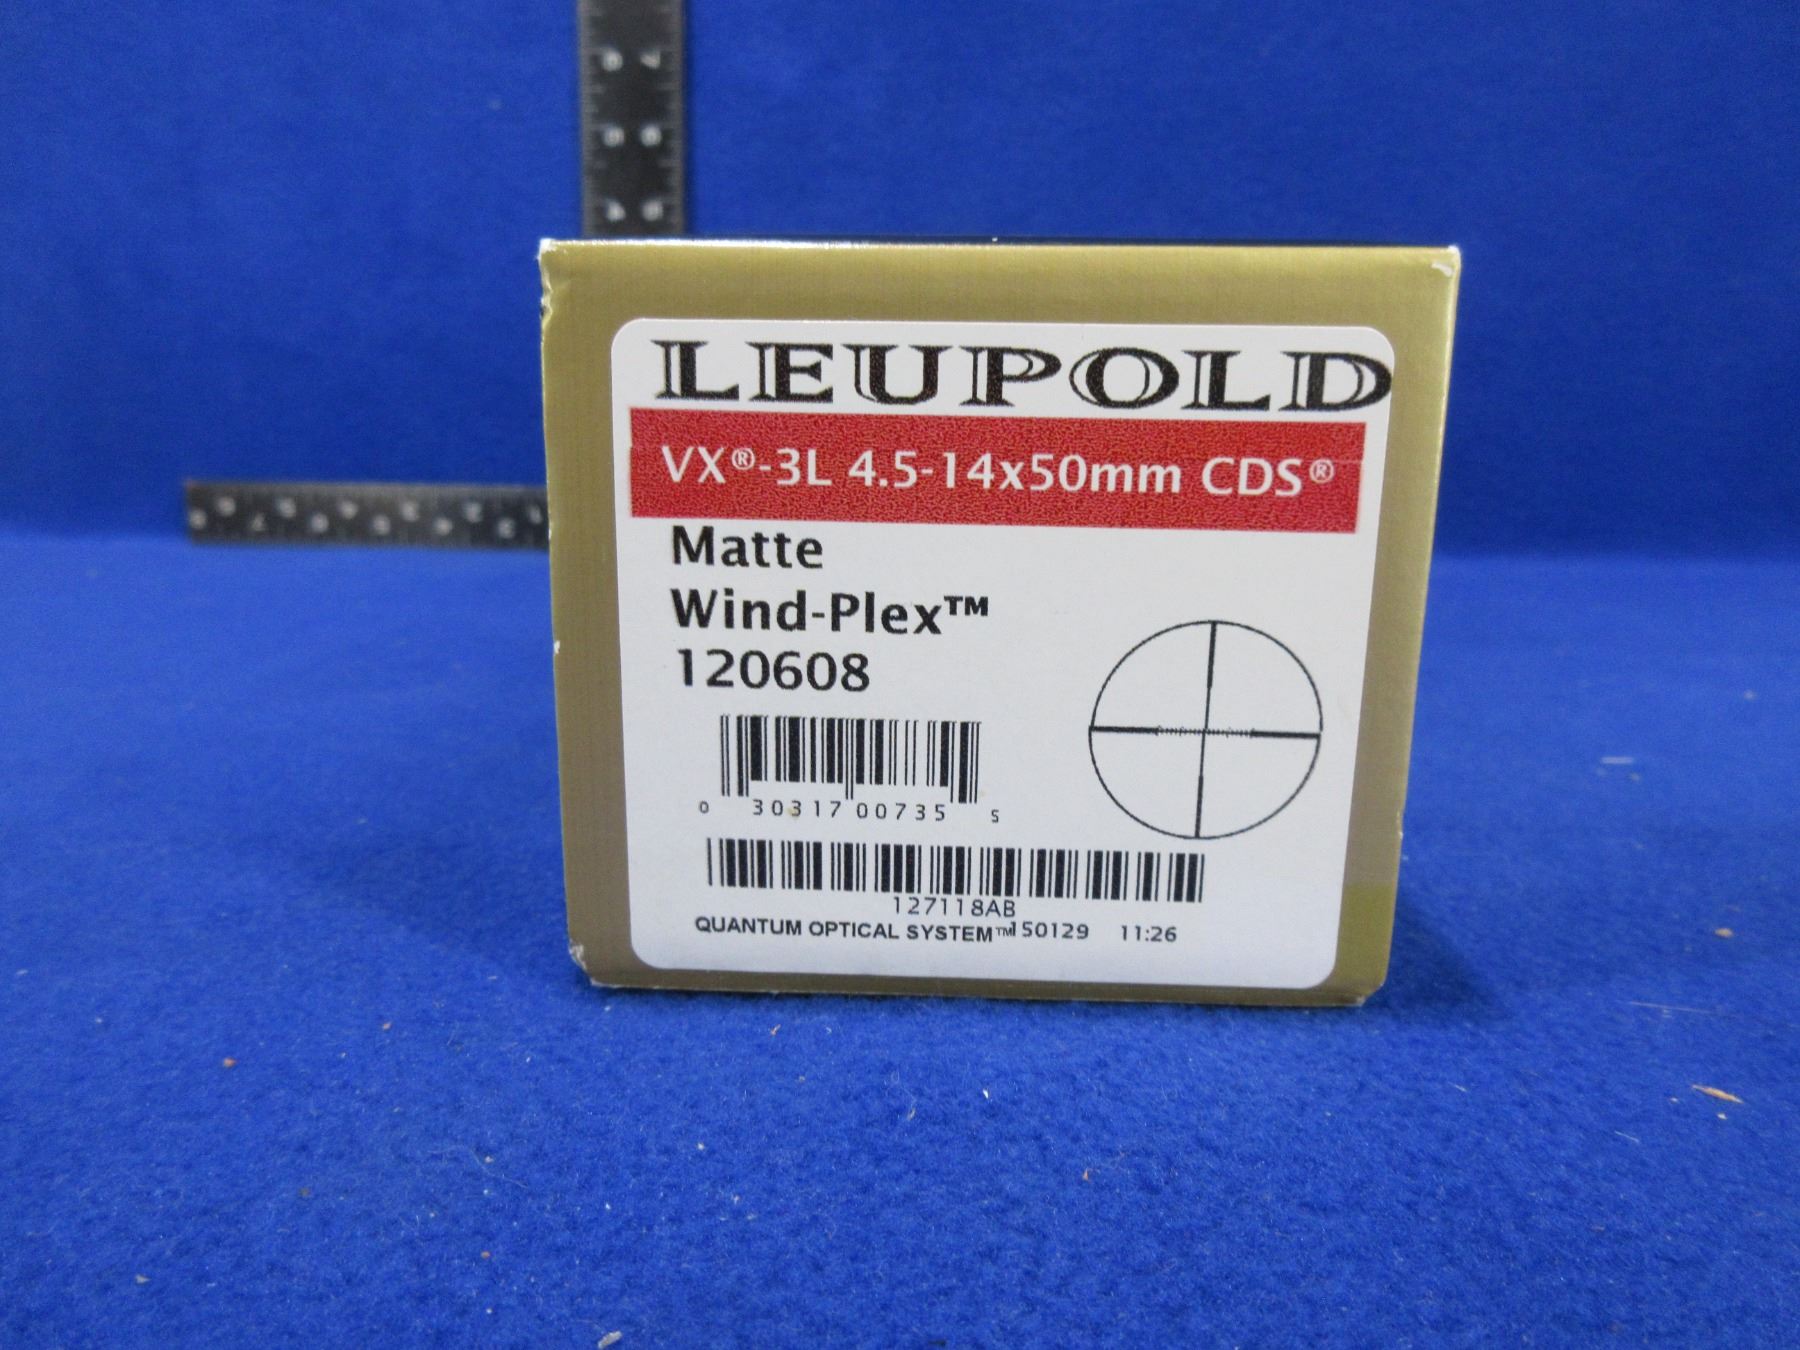 LEUPOLD
VX®-3L 4.5-14x50mm CDS®
Matte
Wind-Plex™
120608
0 30317 00735 5
127118AB
QUANTUM OPTICAL SYSTEM™ 150129 11:26